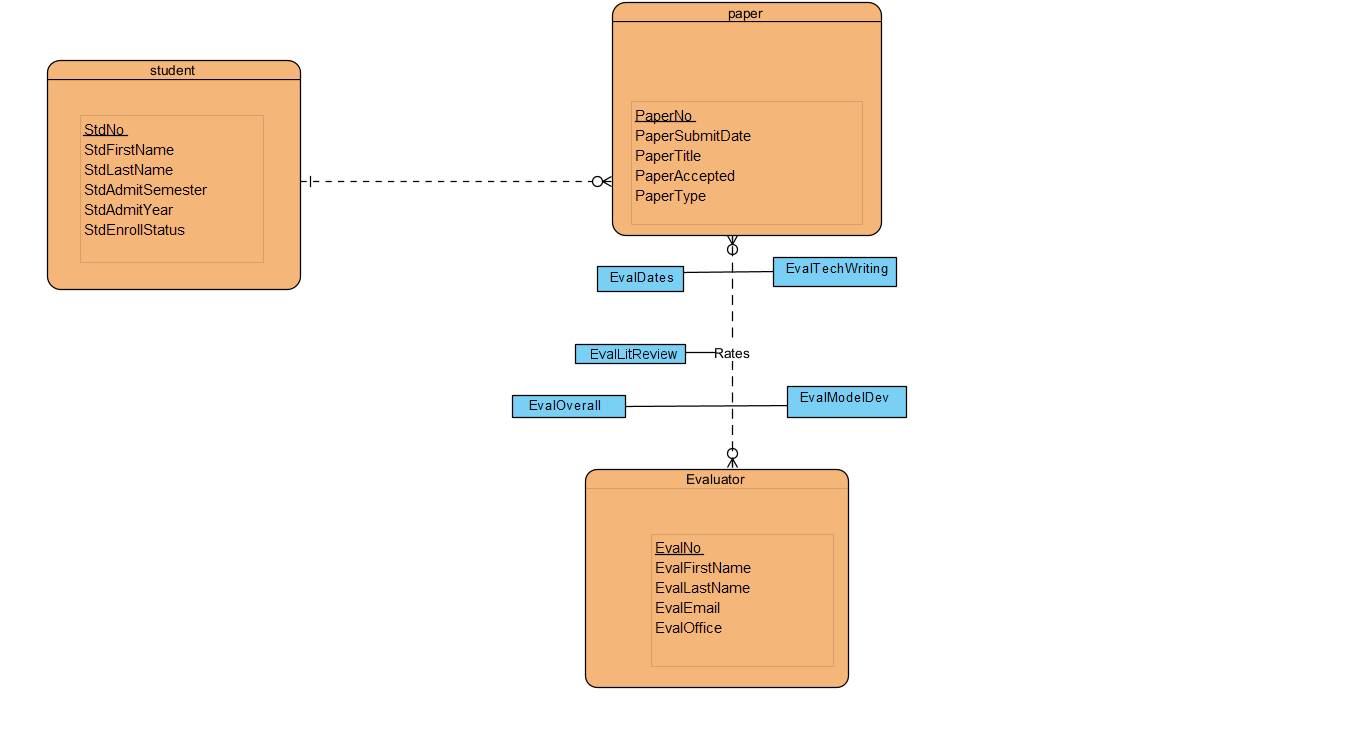 paper
student
PaperNo
PaperSubmitDate
PaperTitle
PaperAccepted
PaperType
StdNo
StdFirstName
StdLastName
StdAdmitSemester
StdAdmitYear
StdEnrollStatus
EvalDates
EvalTechWriting
EvalLitReview
Rates
EvalOverall
EvalModelDev
Evaluator
EvalNo
EvalFirstName
EvalLastName
EvalEmail
EvalOffice